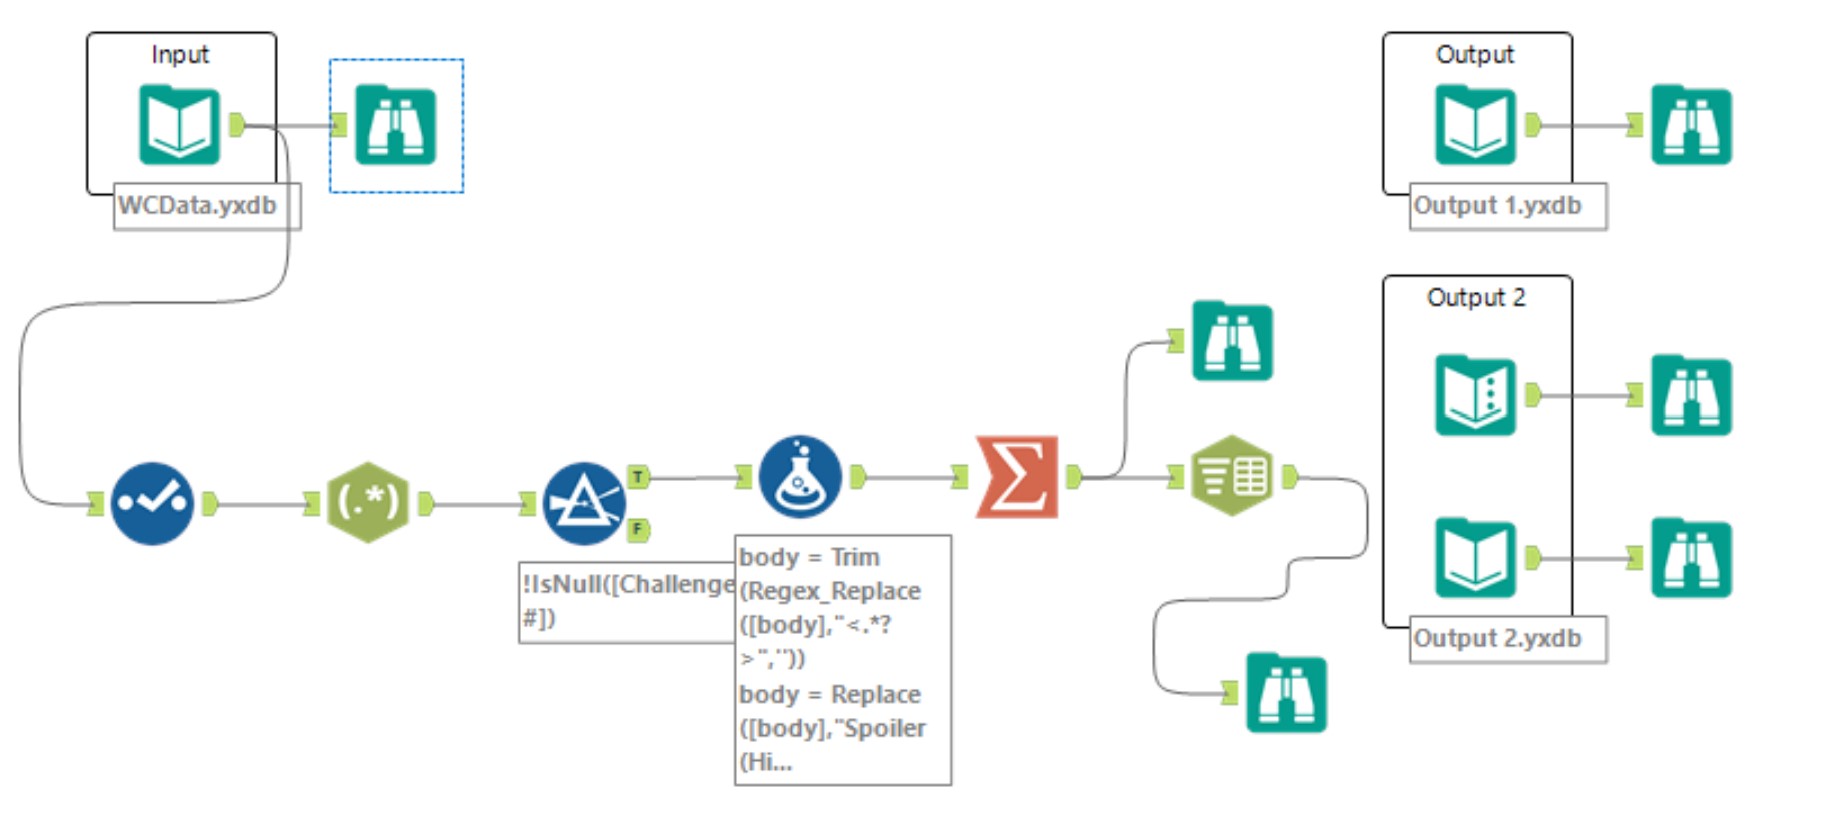 Input
WCData.yxdb
Output
Output 1.yxdb
Output 2
Output 2.yxdb
(.*)
T
F
!IsNull([Challenge
#])
body = Trim
(Regex_Replace
([body],"<.*?
>",''))
body = Replace
([body],"Spoiler
(Hi...
Σ